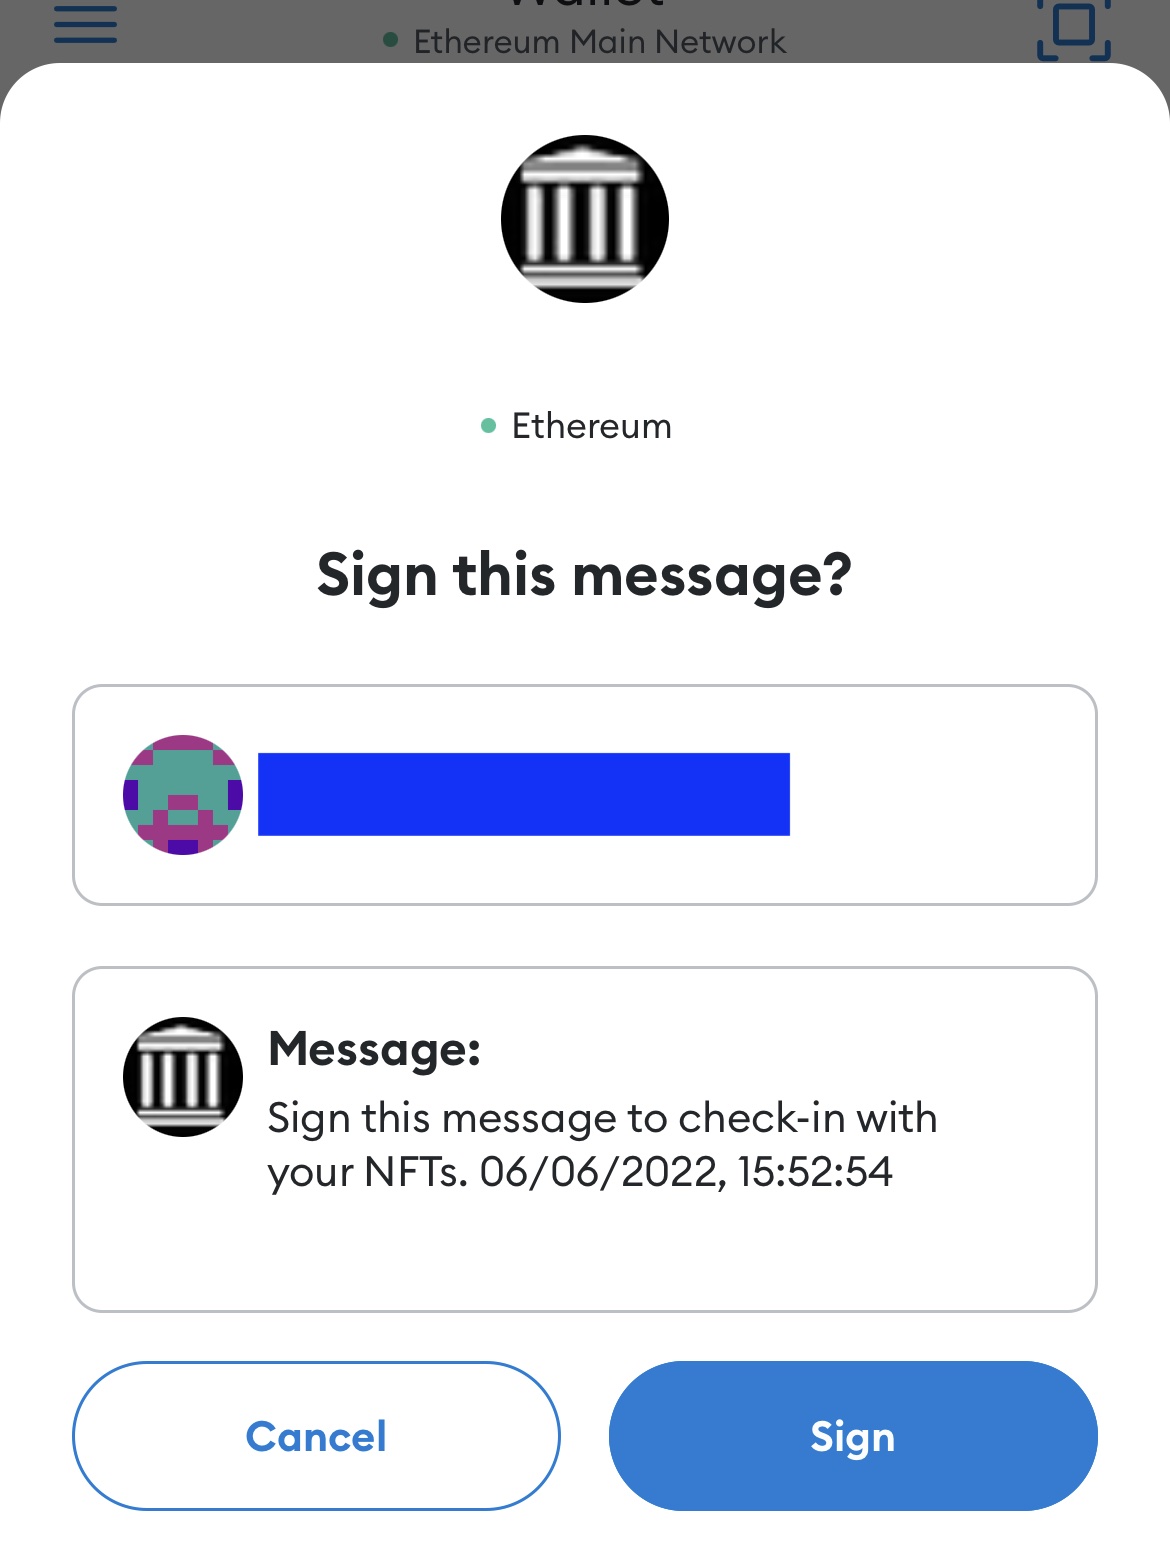 Wallet
Ethereum Main Network
Ethereum
Sign this message?
Message:
Sign this message to check-in with
your NFTs. 06/06/2022, 15:52:54
Cancel
Sign